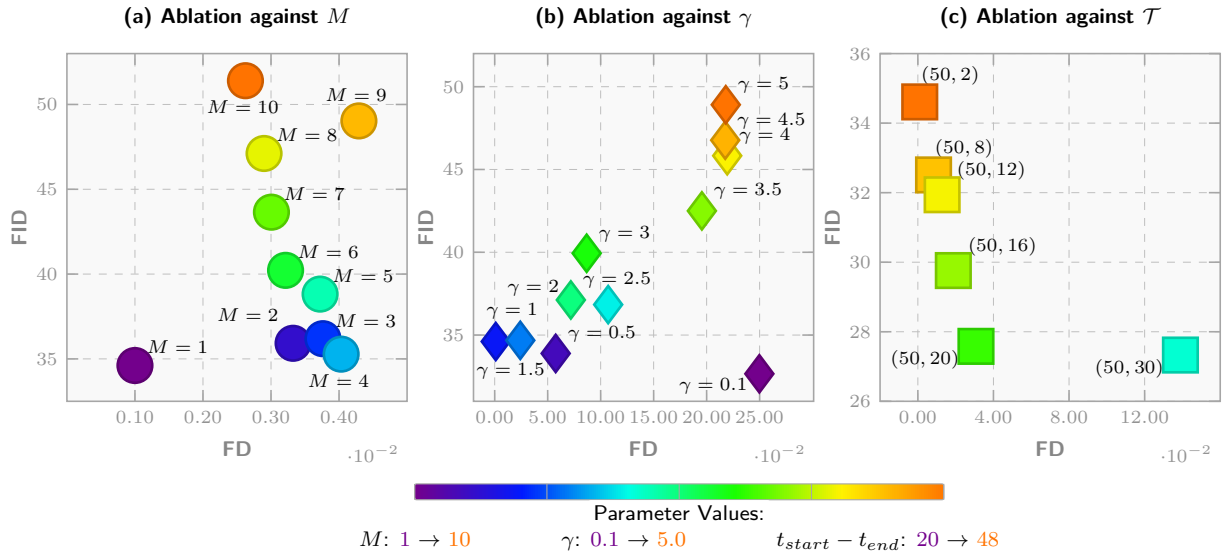 (a) Ablation against M
(b) Ablation against γ
(c) Ablation against 𝒯
FID
50
45
40
35
0.10 0.20 0.30 0.40
FD
·10−2
M = 10
M = 9
M = 8
M = 7
M = 6
M = 5
M = 2
M = 3
M = 1
M = 4
FID
50
45
40
35
0.00 5.00 10.00 15.00 20.00 25.00
FD
·10−2
γ = 5
γ = 4.5
γ = 4
γ = 3.5
γ = 3
γ = 2.5
γ = 2
γ = 1
γ = 0.5
γ = 1.5
γ = 0.1
FID
36
34
32
30
28
26
0.00 4.00 8.00 12.00
FD
·10−2
(50, 2)
(50, 8)
(50, 12)
(50, 16)
(50, 20)
(50, 30)
Parameter Values:
M: 1 → 10 γ: 0.1 → 5.0 tstart − tend: 20 → 48